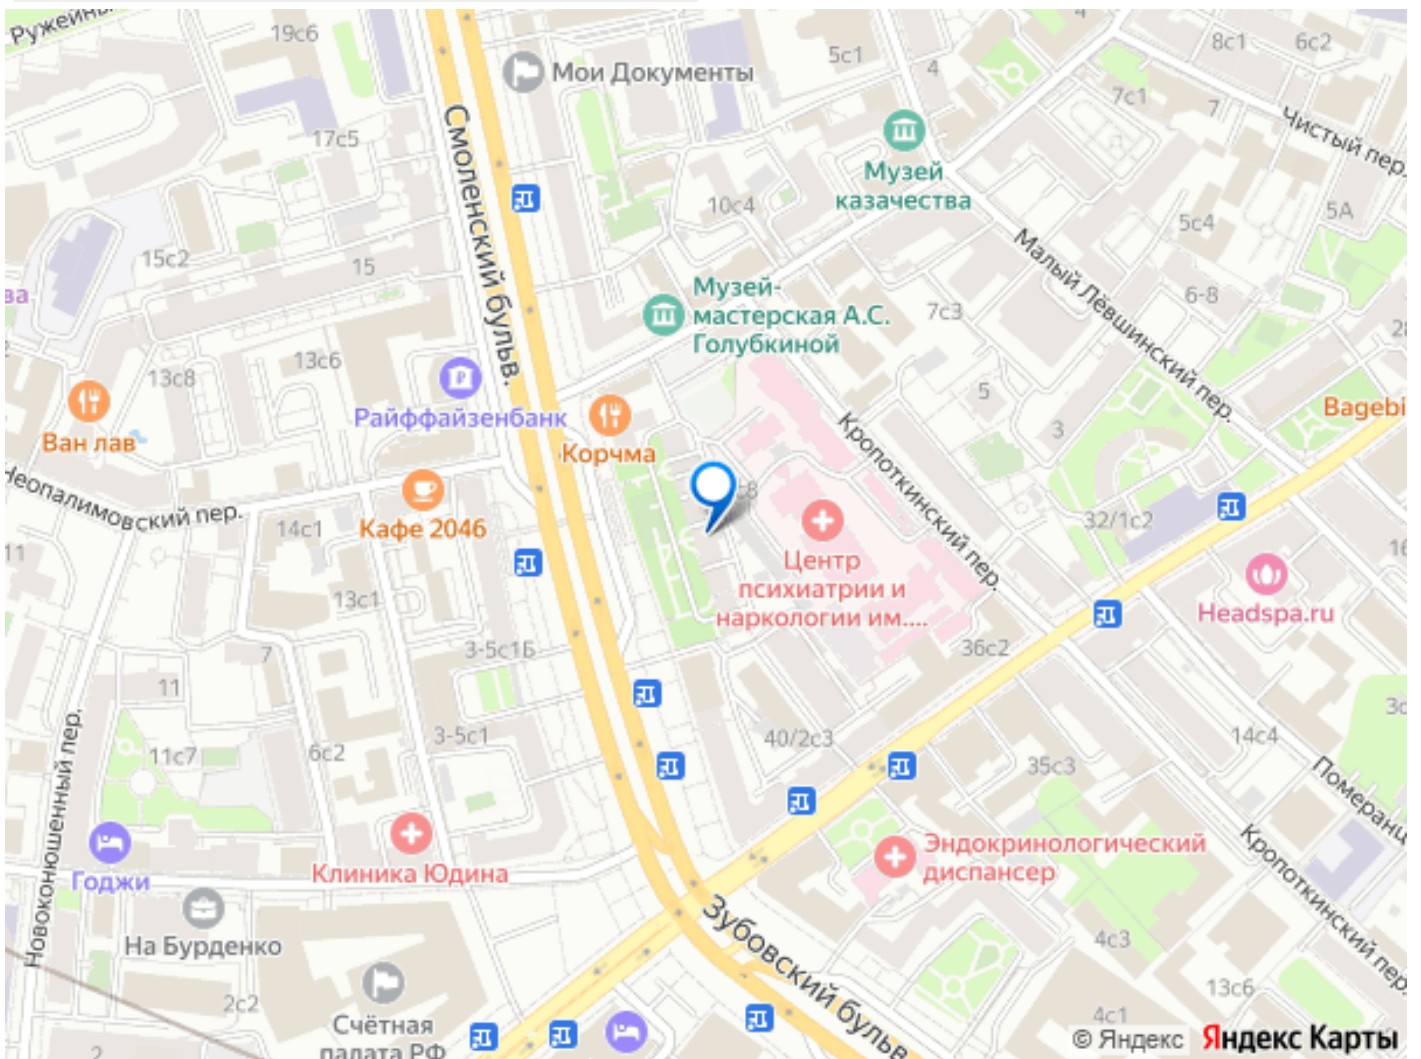 Ружейный
19с6
Мои Документы
5с1
4
4
8с1
6с2
7с1
7
Чистый пер.
17с5
Смоленский бульв.
Музей
казачества
10с4
5с4
5А
15с2
15
Малый Лёвшинский пер.
6-8
Музей-
мастерская А.С.
Голубкиной
7с3
28
13с8
13с6
Райффайзенбанк
Ван лав
Корчма
5
3
Bagebi
Кропоткинский пер.
Неопалимовский пер.
14с1
Кафе 2046
с8
Центр
психиатрии и
наркологии им....
32/1с2
16
11
Headspa.ru
13с1
7
3-5с1Б
36с2
11
11с7
6с2
3-5с1
40/2с3
35с3
14с4
Новоконюшенный пер.
Годжи
Клиника Юдина
Эндокринологический
диспансер
Померанц
Кропоткинский пер.
На Бурденко
Зубовский бульв.
4с3
2с2
Счётная
палата РФ
2
4с1
13с6
© Яндекс Яндекс Карты